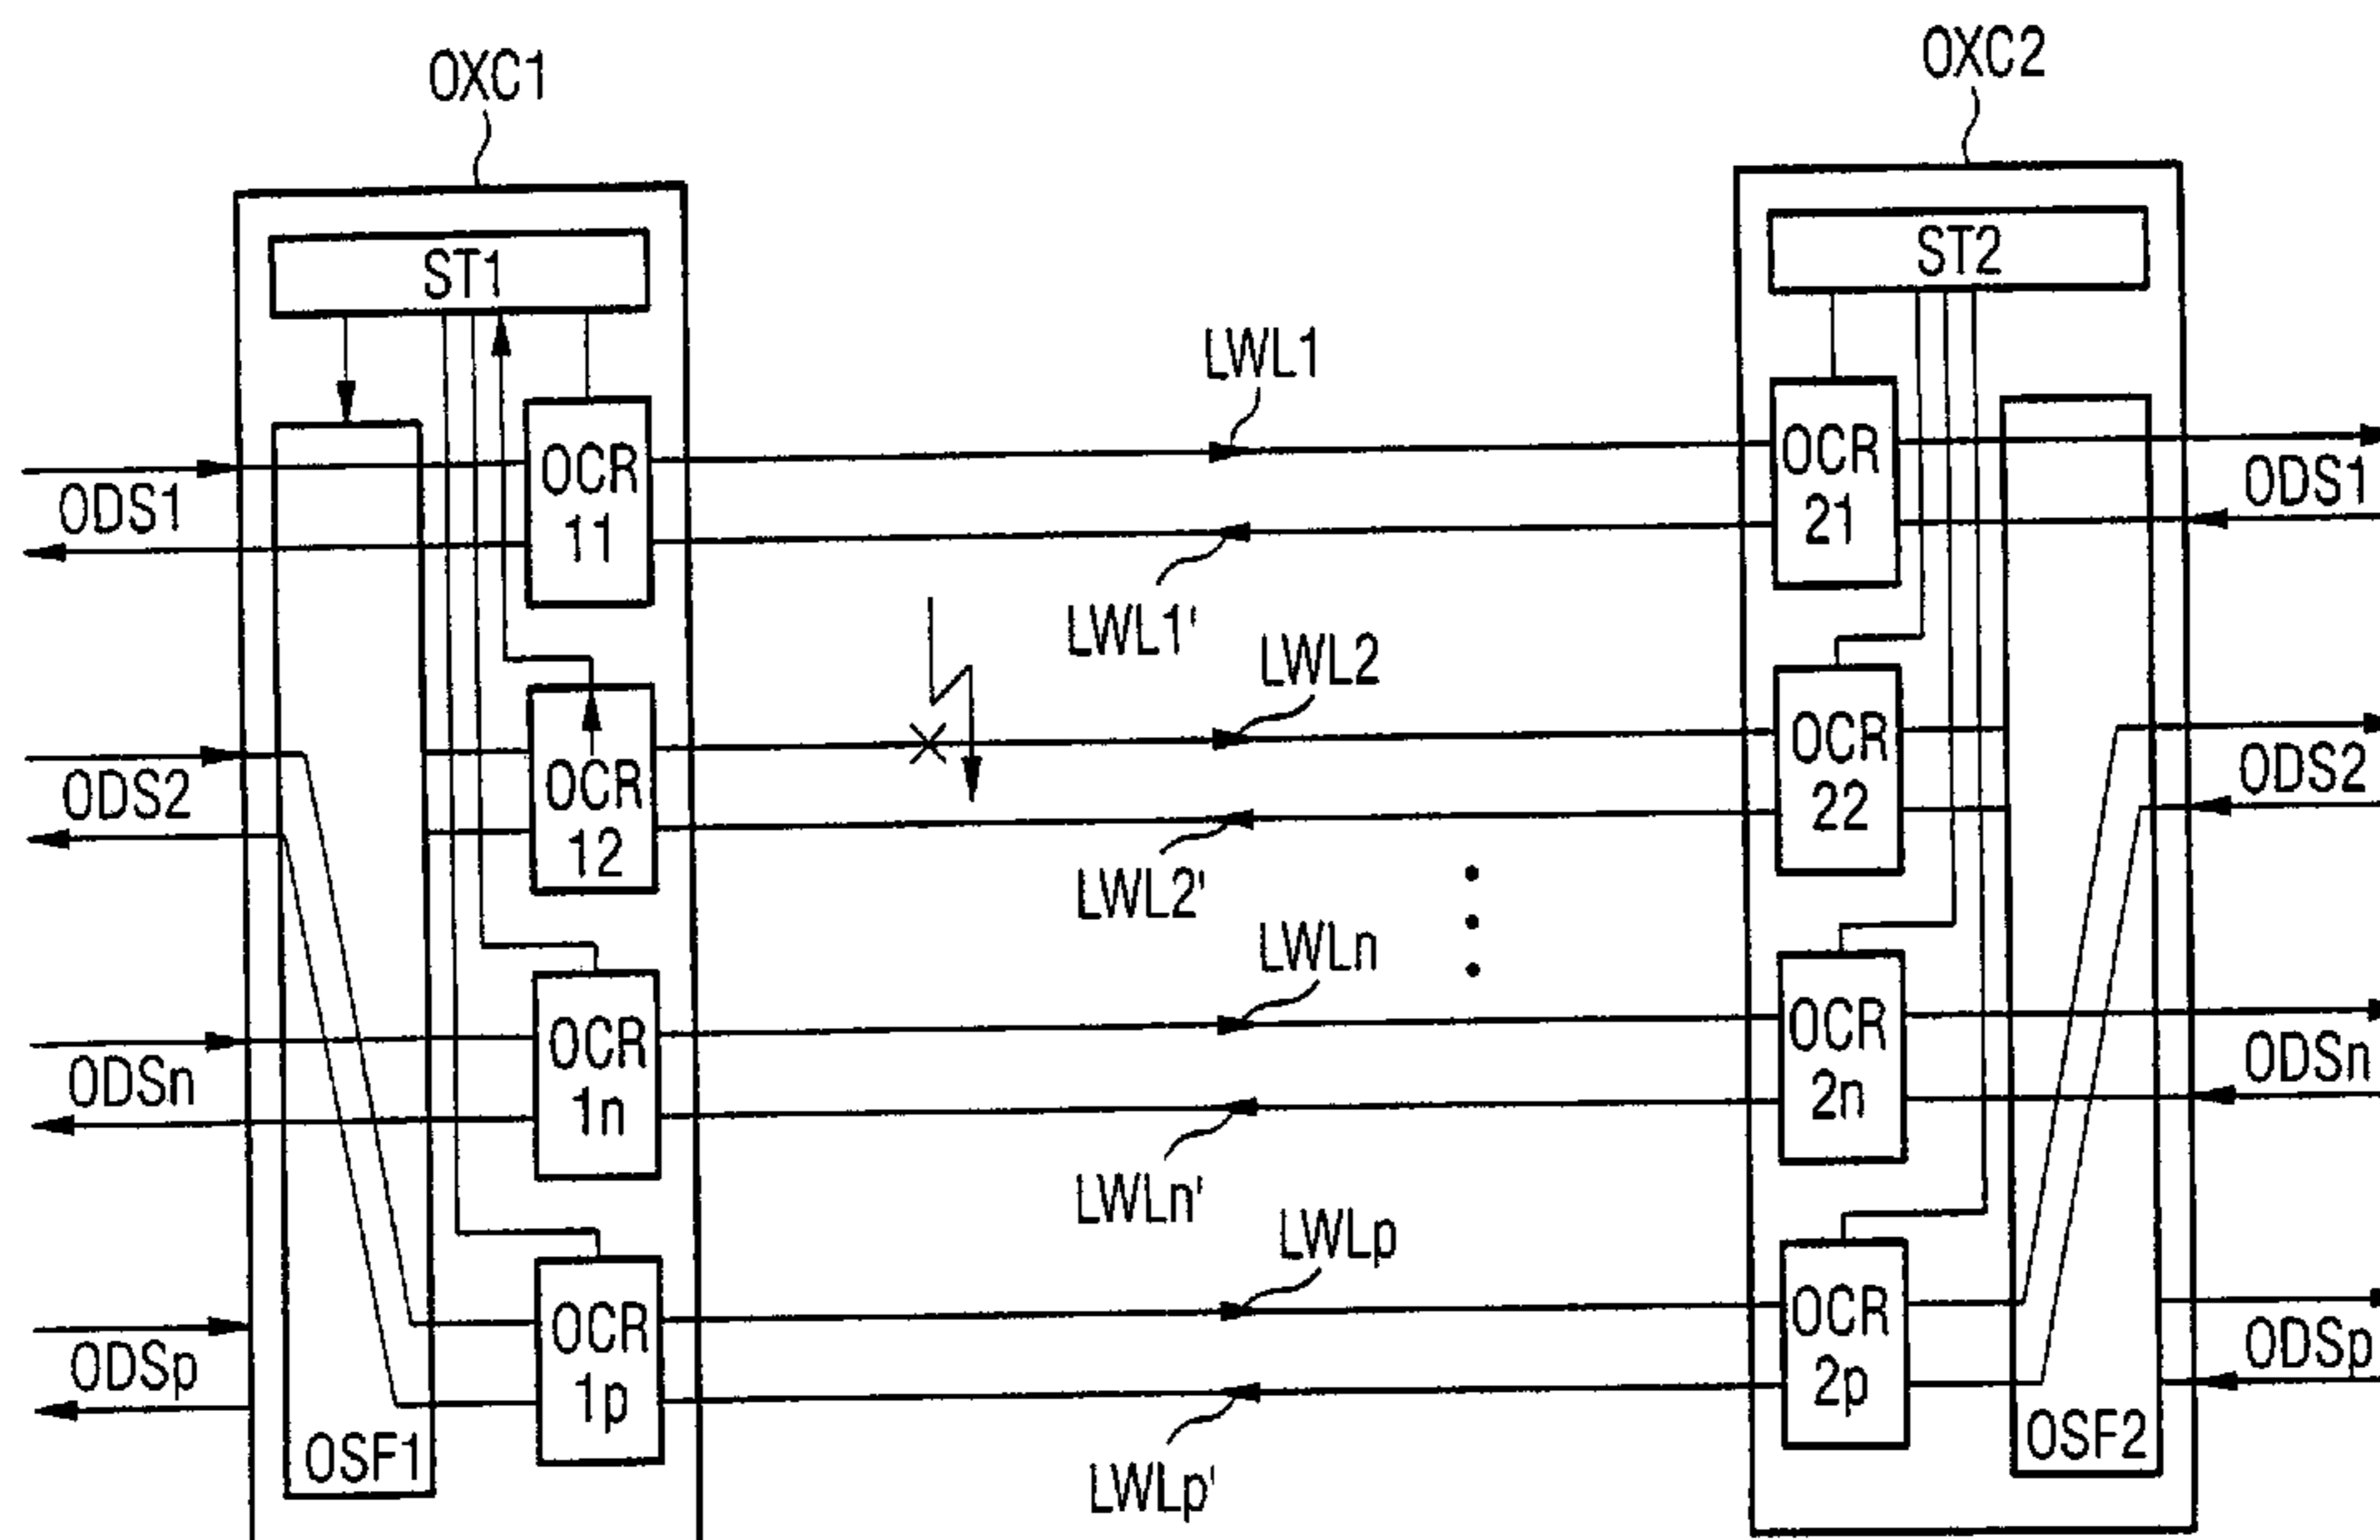 OXC1
OXC2
ST1
ST2
LWL1
OCR
11
OCR
21
ODS1
ODS1
LWL1'
LWL2
OCR
12
OCR
22
ODS2
ODS2
LWL2'
LWLn
OCR
1n
OCR
2n
ODSn
ODSn
LWLn'
LWLp
OCR
1p
OCR
2p
ODSp
ODSp
OSF1
OSF2
LWLp'